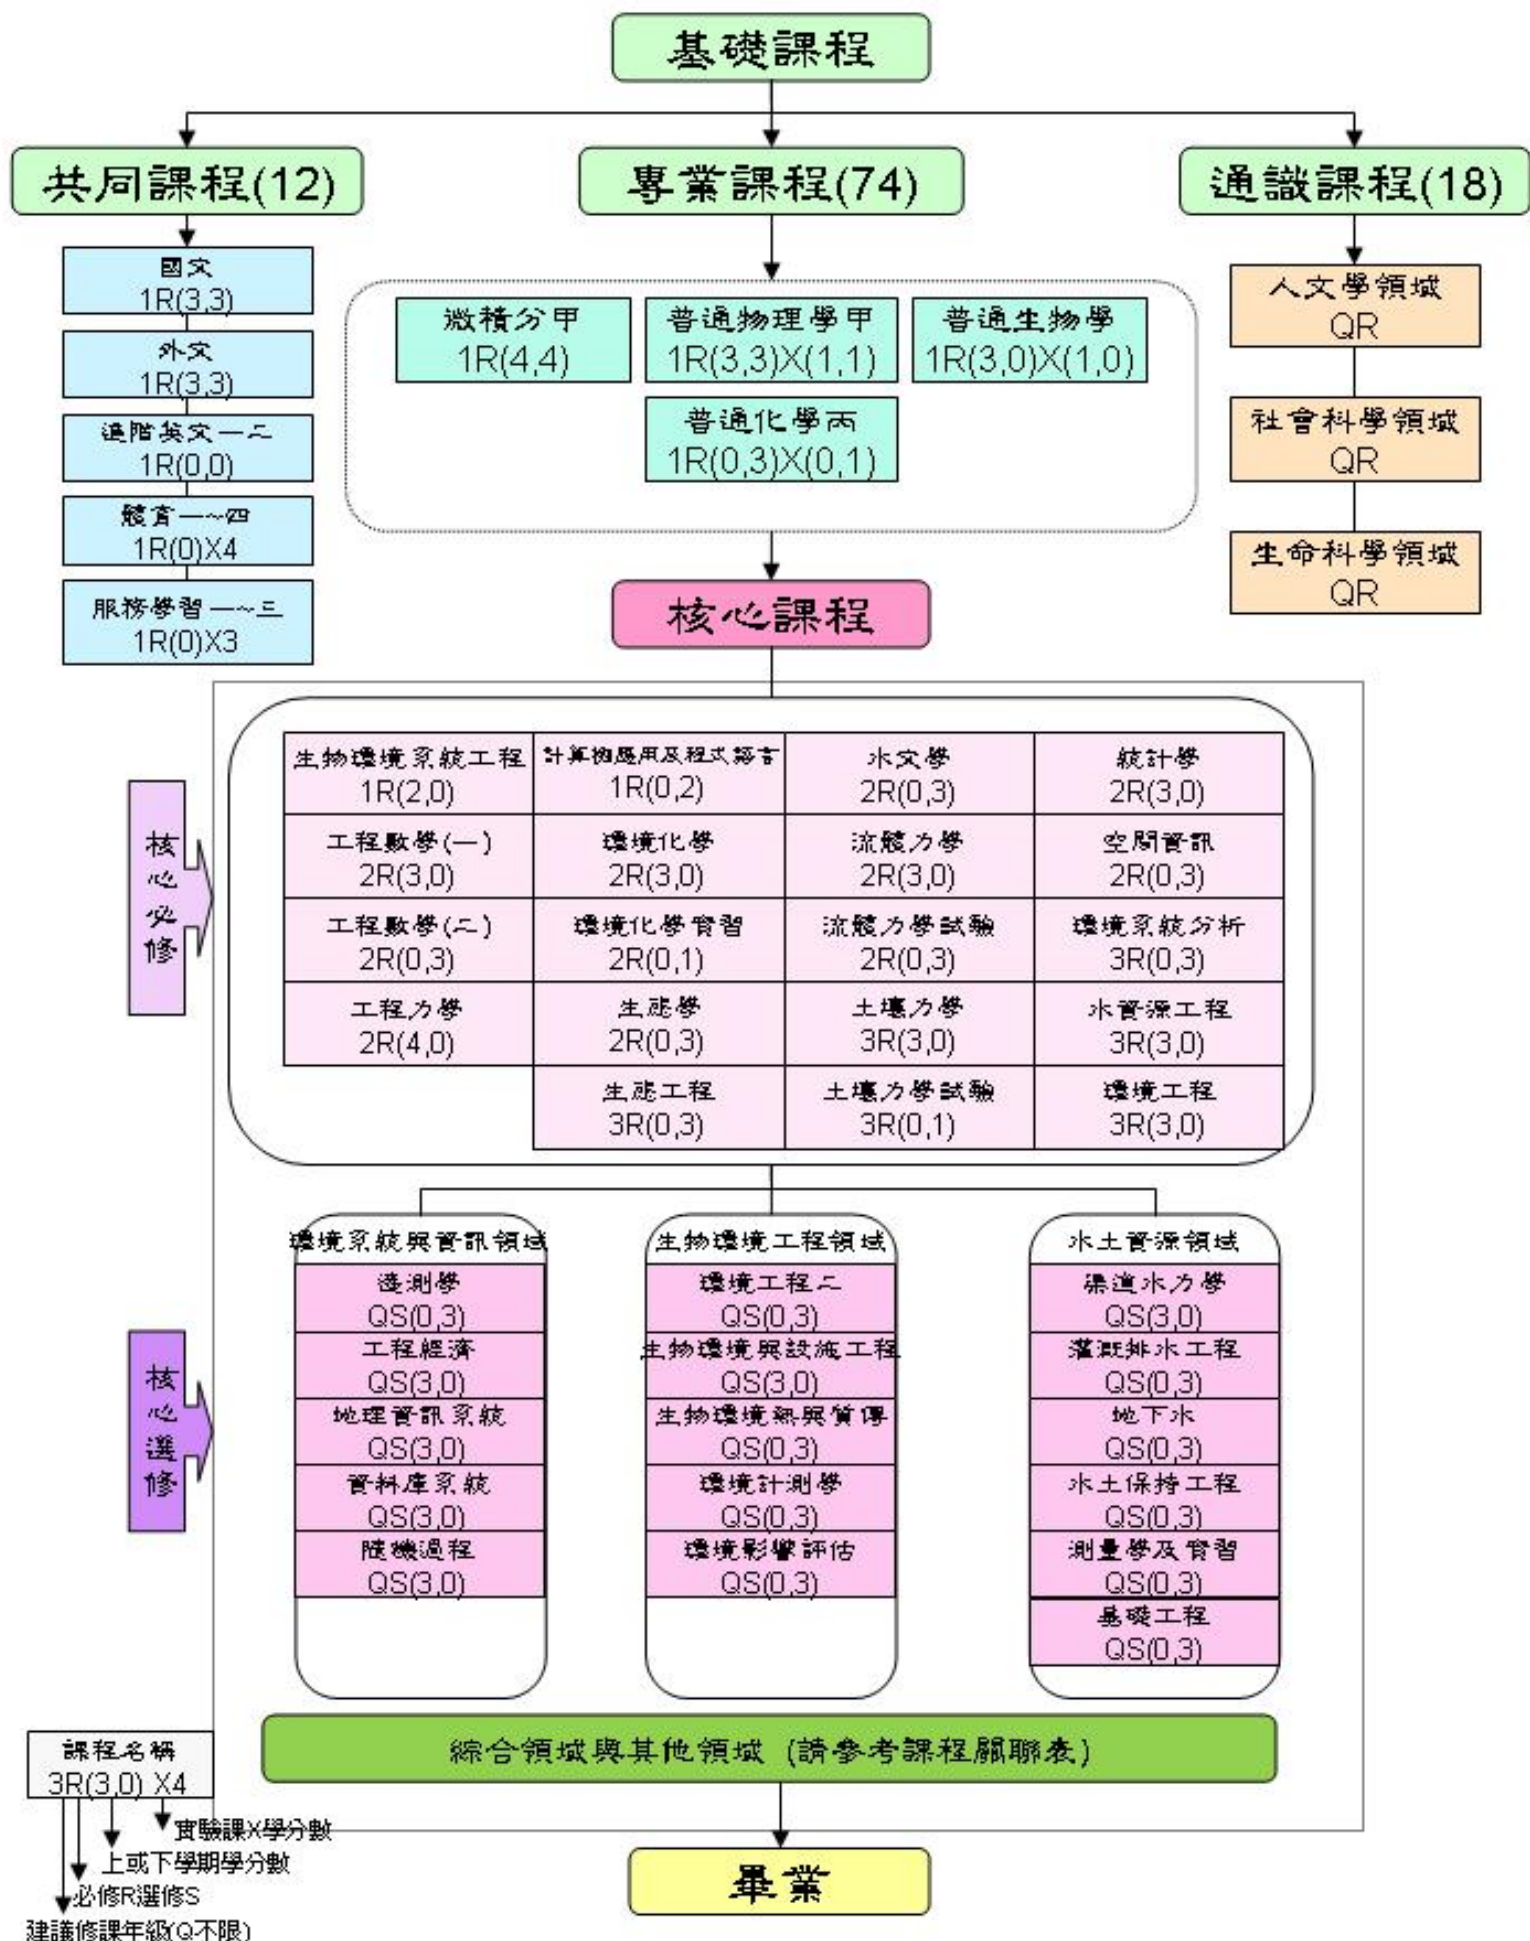 基礎課程
共同課程(12)
專業課程(74)
通識課程(18)
國文
1R(3,3)
外文
1R(3,3)
進階英文一二
1R(0,0)
體育一~四
1R(0)X4
服務學習一~三
1R(0)X3
微積分甲
1R(4,4)
普通物理學甲
1R(3,3)X(1,1)
普通生物學
1R(3,0)X(1,0)
普通化學丙
1R(0,3)X(0,1)
人文學領域
QR
社會科學領域
QR
生命科學領域
QR
核心課程
核心必修
生物環境系統工程
1R(2,0)
計算機應用及程式語言
1R(0,2)
水文學
2R(0,3)
統計學
2R(3,0)
工程數學(一)
2R(3,0)
環境化學
2R(3,0)
流體力學
2R(3,0)
空間資訊
2R(0,3)
工程數學(二)
2R(0,3)
環境化學實習
2R(0,1)
流體力學試驗
2R(0,3)
環境系統分析
3R(0,3)
工程力學
2R(4,0)
生態學
2R(0,3)
土壤力學
3R(3,0)
水資源工程
3R(3,0)
生態工程
3R(0,3)
土壤力學試驗
3R(0,1)
環境工程
3R(3,0)
核心選修
環境系統與資訊領域
遙測學
QS(0,3)
工程經濟
QS(3,0)
地理資訊系統
QS(3,0)
資料庫系統
QS(3,0)
隨機過程
QS(3,0)
生物環境工程領域
環境工程二
QS(0,3)
生物環境與設施工程
QS(3,0)
生物環境熱與質傳
QS(0,3)
環境計測學
QS(0,3)
環境影響評估
QS(0,3)
水土資源領域
渠道水力學
QS(3,0)
灌溉排水工程
QS(0,3)
地下水
QS(0,3)
水土保持工程
QS(0,3)
測量學及實習
QS(0,3)
基礎工程
QS(0,3)
綜合領域與其他領域 (請參考課程關聯表)
畢業
課程名稱
3R(3,0) X4
實驗課X學分數
上或下學期學分數
必修R選修S
建議修課年級(Q不限)